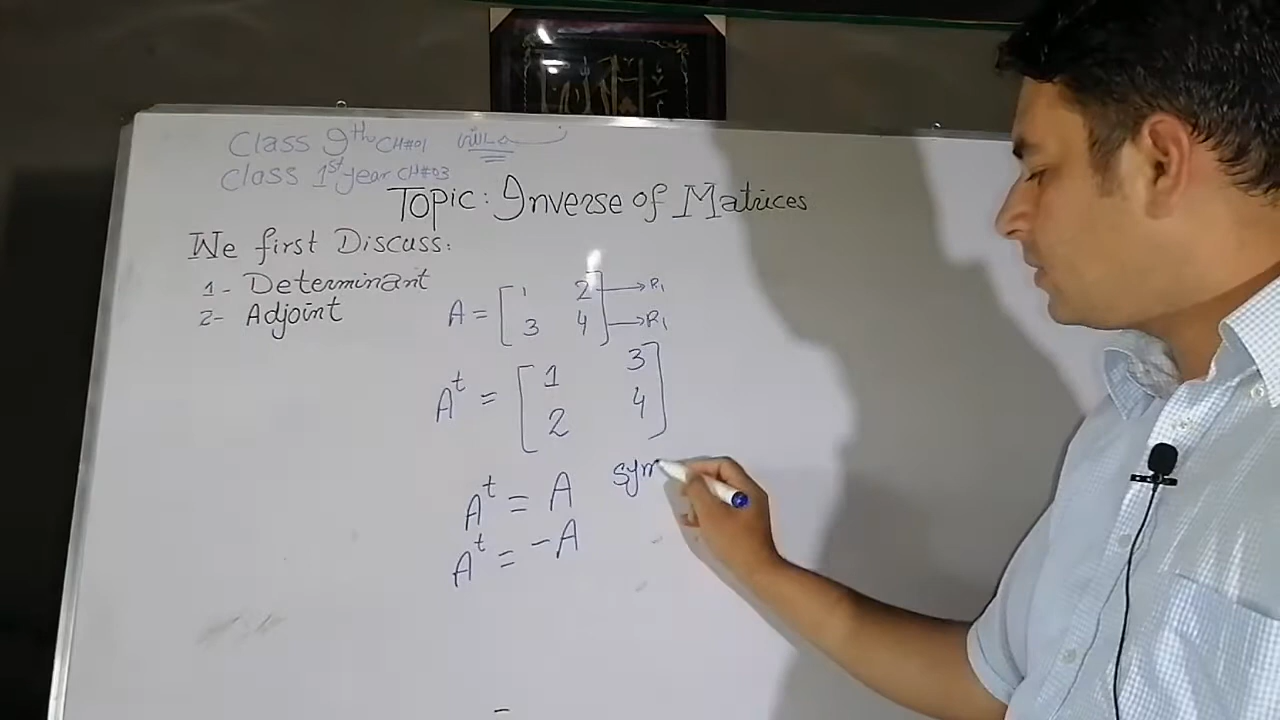 Class 9th CH#01
Class 1st year CH#03
Topic: Inverse of Matrices
We first Discuss:
1- Determinant
2- Adjoint
A = [1 2 → R1
3 4] → R1
A^t = [1 3
2 4]
A^t = A sym
A^t = -A